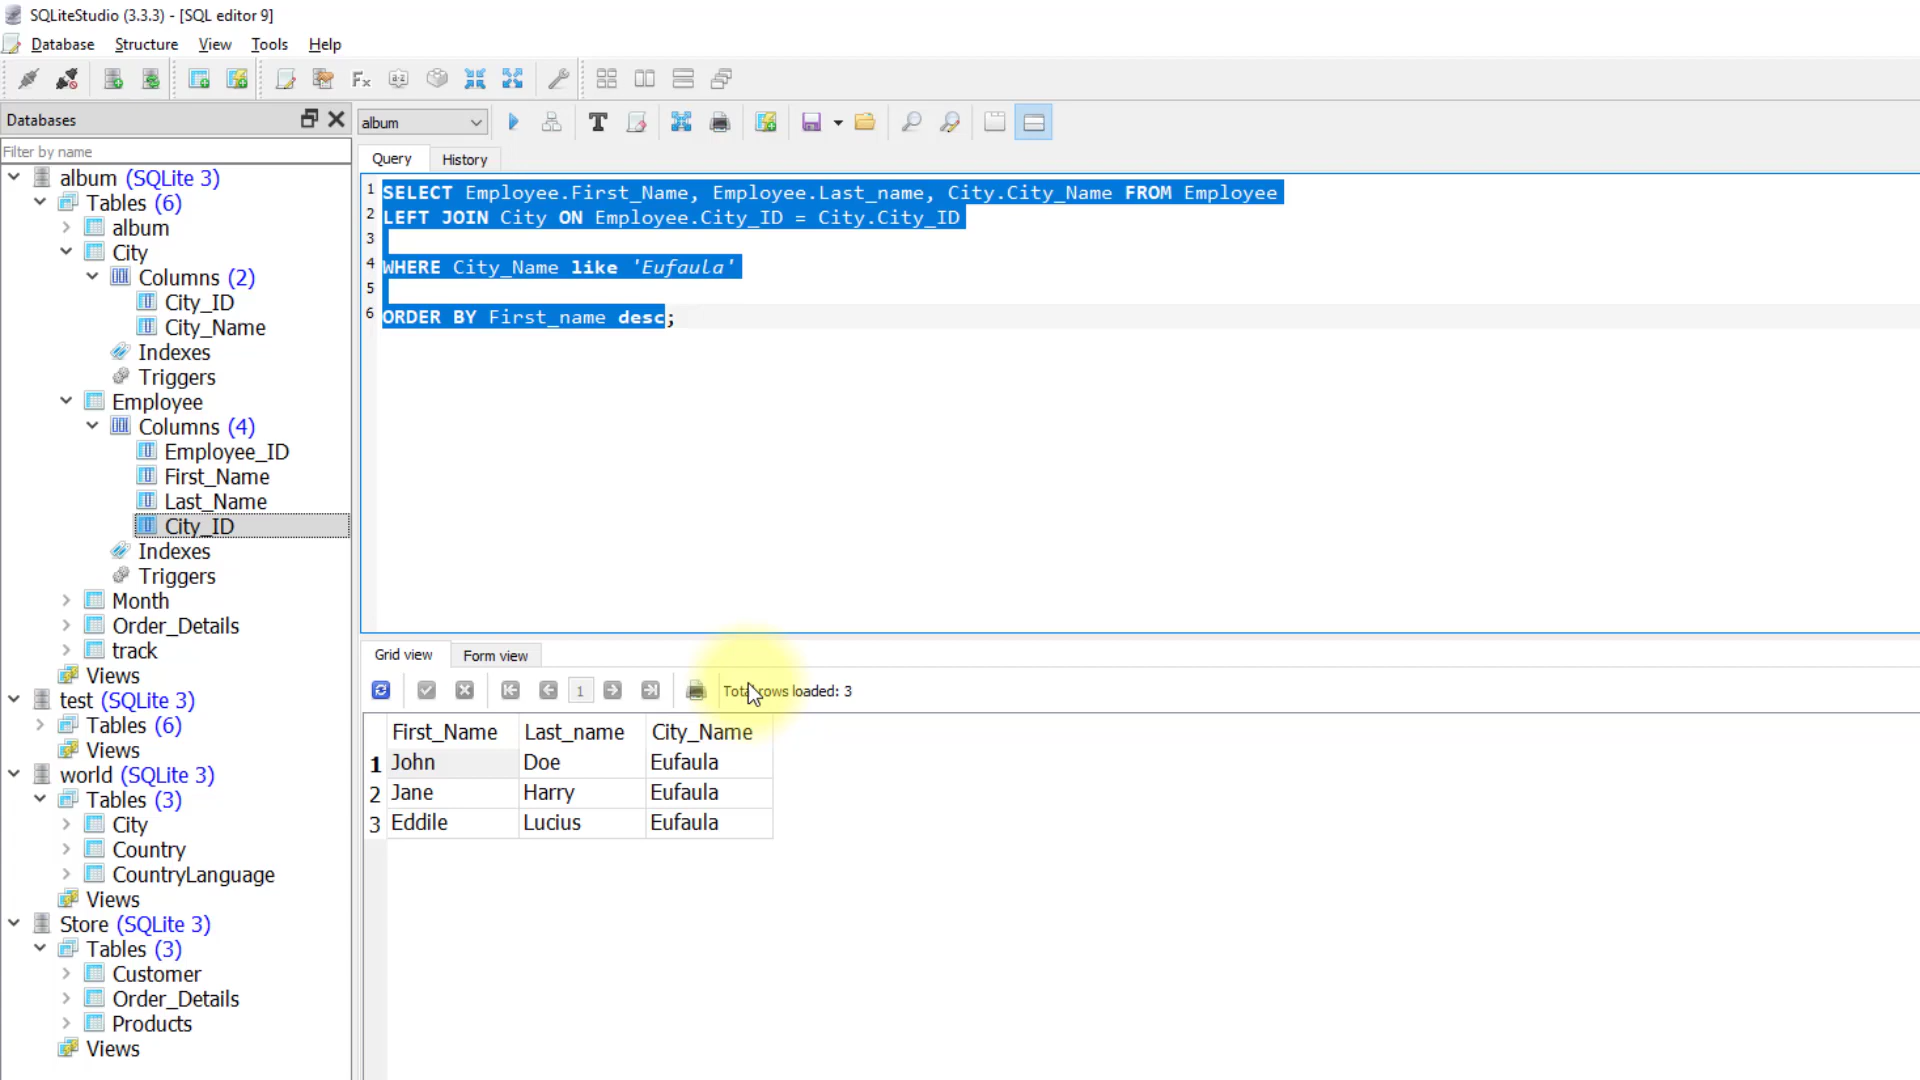 SQLiteStudio (3.3.3) - [SQL editor 9]
Database Structure View Tools Help
Databases
Filter by name
album (SQLite 3)
Tables (6)
album
City
Columns (2)
City_ID
City_Name
Indexes
Triggers
Employee
Columns (4)
Employee_ID
First_Name
Last_Name
City_ID
Indexes
Triggers
Month
Order_Details
track
Views
test (SQLite 3)
Tables (6)
Views
world (SQLite 3)
Tables (3)
City
Country
CountryLanguage
Views
Store (SQLite 3)
Tables (3)
Customer
Order_Details
Products
Views
album
Query History
1 SELECT Employee.First_Name, Employee.Last_name, City.City_Name FROM Employee
2 LEFT JOIN City ON Employee.City_ID = City.City_ID
3
4 WHERE City_Name like 'Eufaula'
5
6 ORDER BY First_name desc;
Grid view Form view
1 Total rows loaded: 3
First_Name Last_name City_Name
1 John Doe Eufaula
2 Jane Harry Eufaula
3 Eddile Lucius Eufaula